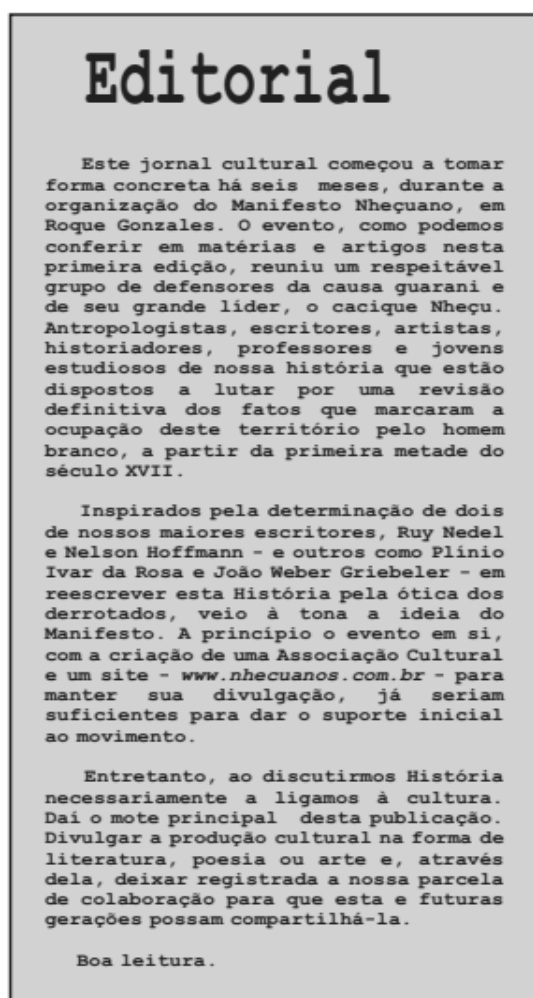 Editorial
Este jornal cultural começou a tomar
forma concreta há seis meses, durante a
organização do Manifesto Nheçuano, em
Roque Gonzales. O evento, como podemos
conferir em matérias e artigos nesta
primeira edição, reuniu um respeitável
grupo de defensores da causa guarani e
de seu grande líder, o cacique Nheçu.
Antropologistas, escritores, artistas,
historiadores, professores e jovens
estudiosos de nossa história que estão
dispostos a lutar por uma revisão
definitiva dos fatos que marcaram a
ocupação deste território pelo homem
branco, a partir da primeira metade do
século XVII.
Inspirados pela determinação de dois
de nossos maiores escritores, Ruy Nedel
e Nelson Hoffmann - e outros como Plínio
Ivar da Rosa e João Weber Griebeler - em
reescrever esta História pela ótica dos
derrotados, veio à tona a ideia do
Manifesto. A princípio o evento em si,
com a criação de uma Associação Cultural
e um site - www.nhecuanos.com.br - para
manter sua divulgação, já seriam
suficientes para dar o suporte inicial
ao movimento.
Entretanto, ao discutirmos História
necessariamente a ligamos à cultura.
Daí o mote principal desta publicação.
Divulgar a produção cultural na forma de
literatura, poesia ou arte e, através
dela, deixar registrada a nossa parcela
de colaboração para que esta e futuras
gerações possam compartilhá-la.
Boa leitura.